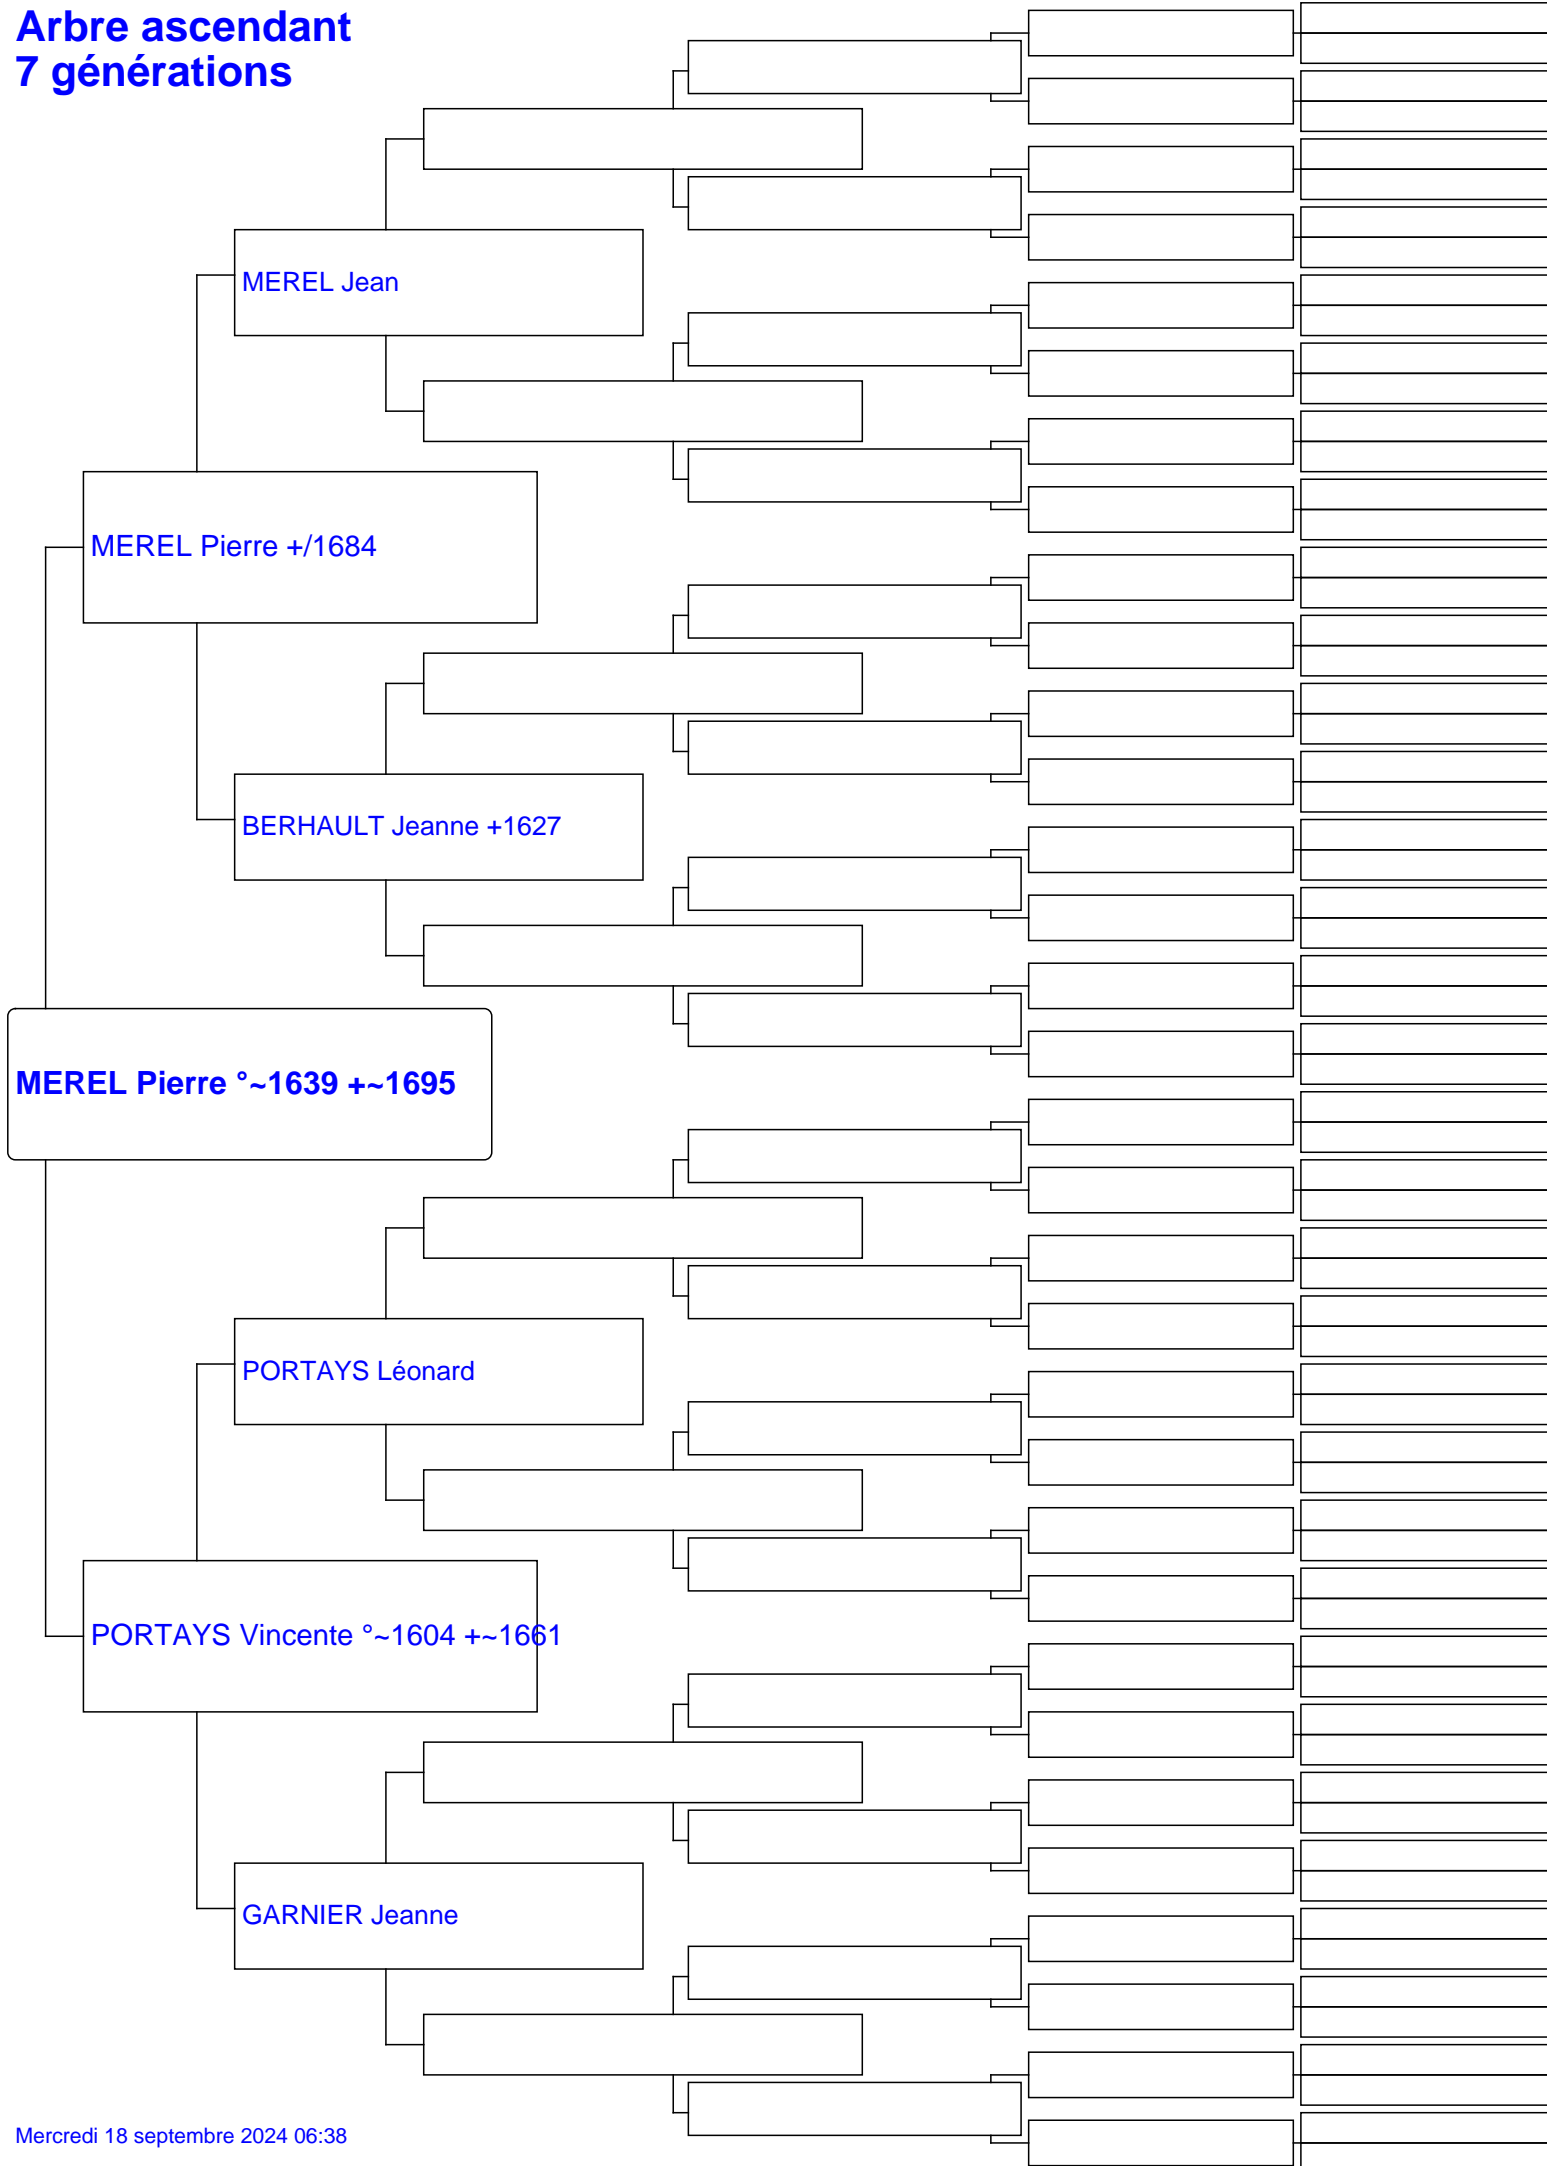 Arbre ascendant
7 générations
MEREL Jean
MEREL Pierre +/1684
BERHAULT Jeanne +1627
MEREL Pierre °~1639 +~1695
PORTAYS Léonard
PORTAYS Vincente °~1604 +~1661
GARNIER Jeanne
Mercredi 18 septembre 2024 06:38